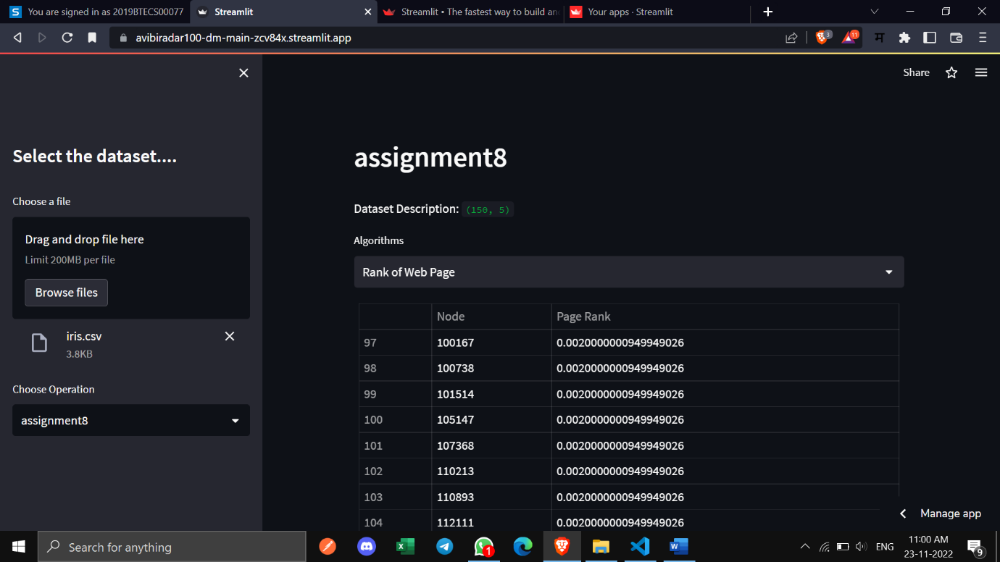 You are signed in as 2019BTECS00077
Streamlit
Streamlit • The fastest way to build an
Your apps · Streamlit
avibiradar100-dm-main-zcv84x.streamlit.app
3
11
म
Share
Select the dataset....
Choose a file
Drag and drop file here
Limit 200MB per file
Browse files
iris.csv
3.8KB
Choose Operation
assignment8
assignment8
Dataset Description: (150, 5)
Algorithms
Rank of Web Page
Node Page Rank
97 100167 0.0020000000949949026
98 100738 0.0020000000949949026
99 101514 0.0020000000949949026
100 105147 0.0020000000949949026
101 107368 0.0020000000949949026
102 110213 0.0020000000949949026
103 110893 0.0020000000949949026
104 112111 0.0020000000949949026
Manage app
Search for anything
1
ENG
11:00 AM
23-11-2022
9